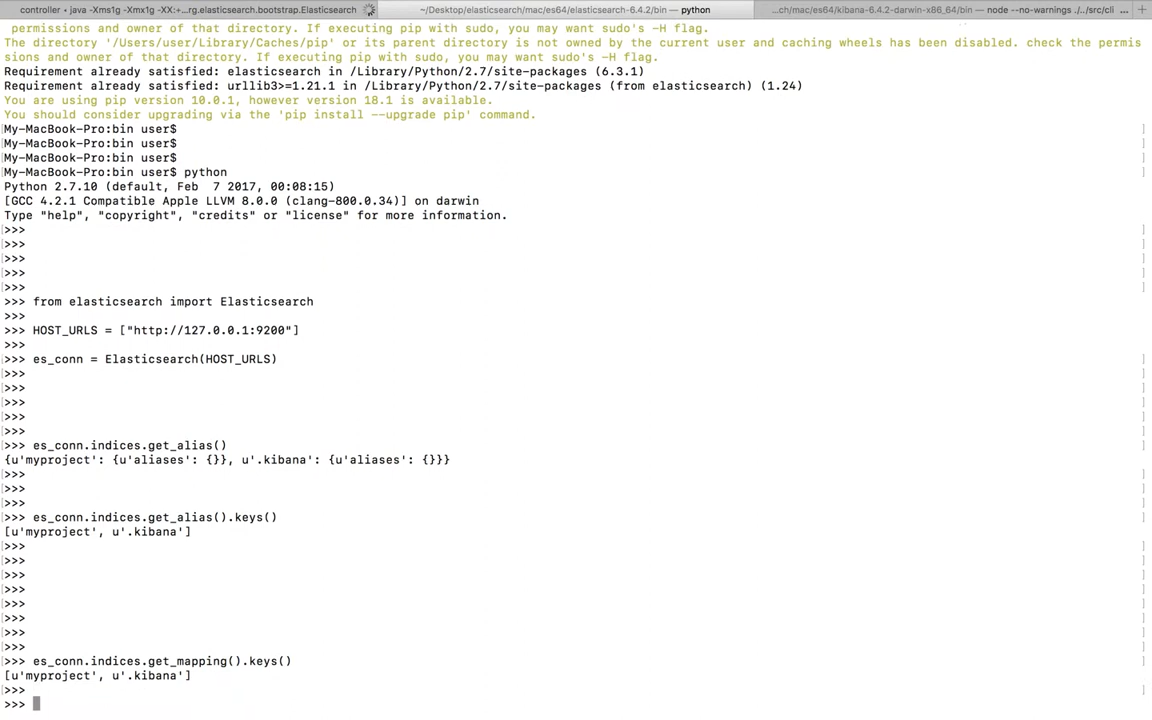 controller • java -Xms1g -Xmx1g -XX:+...rg.elasticsearch.bootstrap.Elasticsearch
~/Desktop/elasticsearch/mac/es64/elasticsearch-6.4.2/bin — python
...ch/mac/es64/kibana-6.4.2-darwin-x86_64/bin — node --no-warnings ./../src/cli ...
permissions and owner of that directory. If executing pip with sudo, you may want sudo's -H flag.
The directory '/Users/user/Library/Caches/pip' or its parent directory is not owned by the current user and caching wheels has been disabled. check the permis
sions and owner of that directory. If executing pip with sudo, you may want sudo's -H flag.
Requirement already satisfied: elasticsearch in /Library/Python/2.7/site-packages (6.3.1)
Requirement already satisfied: urllib3>=1.21.1 in /Library/Python/2.7/site-packages (from elasticsearch) (1.24)
You are using pip version 10.0.1, however version 18.1 is available.
You should consider upgrading via the 'pip install --upgrade pip' command.
My-MacBook-Pro:bin user$
My-MacBook-Pro:bin user$
My-MacBook-Pro:bin user$
My-MacBook-Pro:bin user$ python
Python 2.7.10 (default, Feb  7 2017, 00:08:15)
[GCC 4.2.1 Compatible Apple LLVM 8.0.0 (clang-800.0.34)] on darwin
Type "help", "copyright", "credits" or "license" for more information.
>>>
>>>
>>>
>>>
>>>
>>> from elasticsearch import Elasticsearch
>>>
>>> HOST_URLS = ["http://127.0.0.1:9200"]
>>>
>>> es_conn = Elasticsearch(HOST_URLS)
>>>
>>>
>>>
>>>
>>>
>>> es_conn.indices.get_alias()
{u'myproject': {u'aliases': {}}, u'.kibana': {u'aliases': {}}}
>>>
>>>
>>>
>>> es_conn.indices.get_alias().keys()
[u'myproject', u'.kibana']
>>>
>>>
>>>
>>>
>>>
>>>
>>>
>>>
>>> es_conn.indices.get_mapping().keys()
[u'myproject', u'.kibana']
>>>
>>>